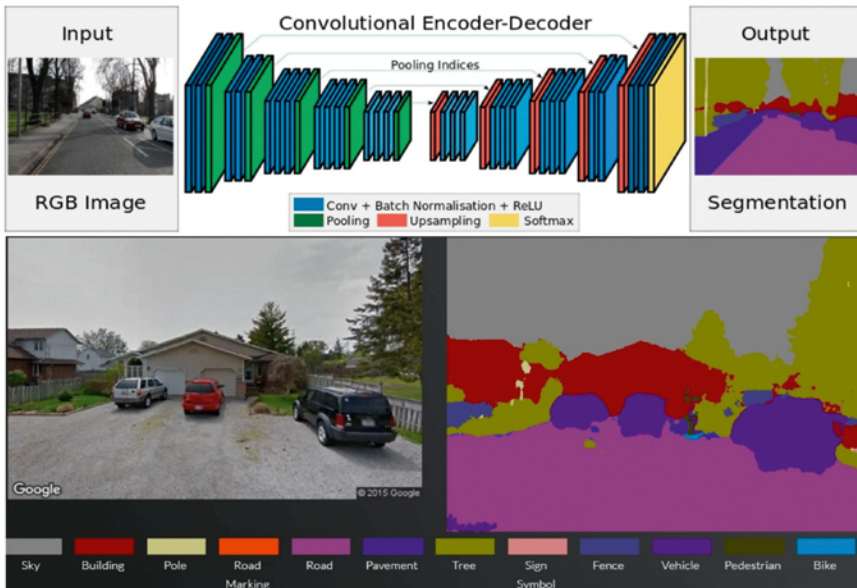 Input
Convolutional Encoder-Decoder
Output
Pooling Indices
RGB Image
Conv + Batch Normalisation + ReLU
Pooling Upsampling Softmax
Segmentation
Google
© 2015 Google
Sky Building Pole Road Marking Road Pavement Tree Sign Symbol Fence Vehicle Pedestrian Bike